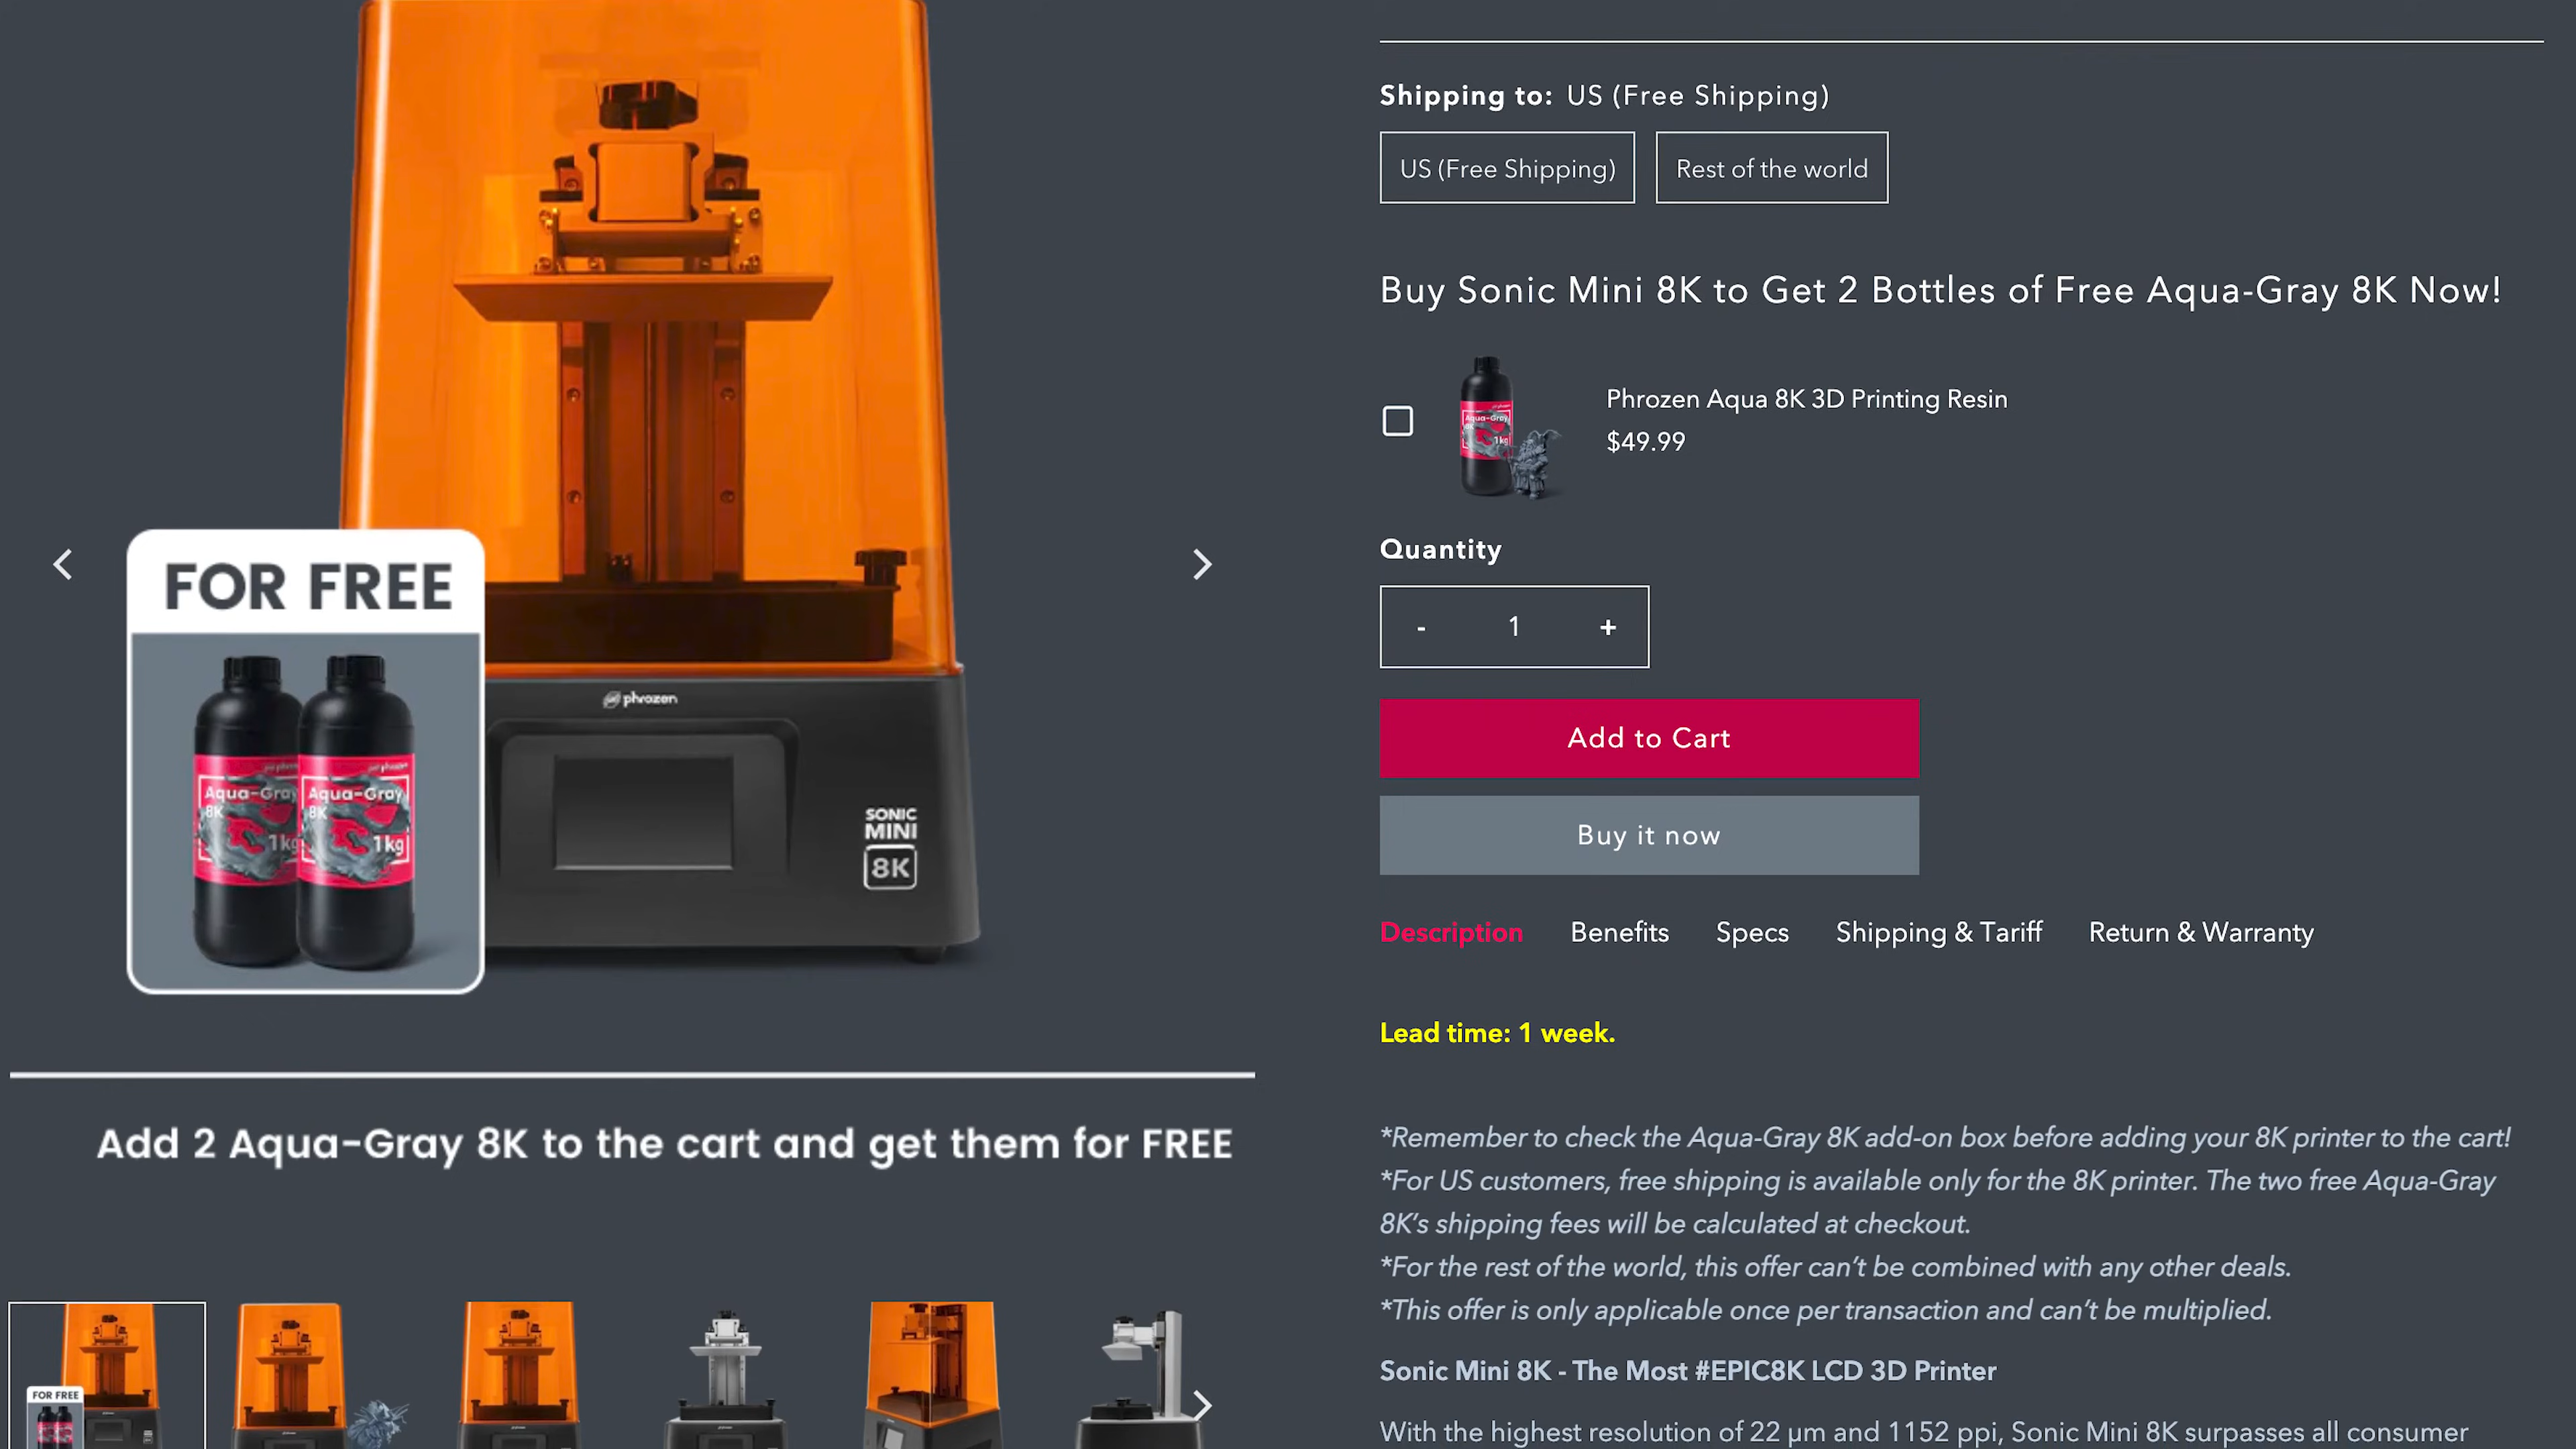 Shipping to: US (Free Shipping)
US (Free Shipping)
Rest of the world
Buy Sonic Mini 8K to Get 2 Bottles of Free Aqua-Gray 8K Now!
Phrozen Aqua 8K 3D Printing Resin
$49.99
Quantity
- 1 +
Add to Cart
Buy it now
Description Benefits Specs Shipping & Tariff Return & Warranty
Lead time: 1 week.
*Remember to check the Aqua-Gray 8K add-on box before adding your 8K printer to the cart!
*For US customers, free shipping is available only for the 8K printer. The two free Aqua-Gray
8K’s shipping fees will be calculated at checkout.
*For the rest of the world, this offer can’t be combined with any other deals.
*This offer is only applicable once per transaction and can’t be multiplied.
Sonic Mini 8K - The Most #EPIC8K LCD 3D Printer
With the highest resolution of 22 µm and 1152 ppi, Sonic Mini 8K surpasses all consumer
FOR FREE
phrozen
Aqua-Gray
8K
1kg
phrozen
Aqua-Gray
8K
1kg
phrozen
SONIC
MINI
8K
Add 2 Aqua-Gray 8K to the cart and get them for FREE
FOR FREE
Aqua-Gray
1kg